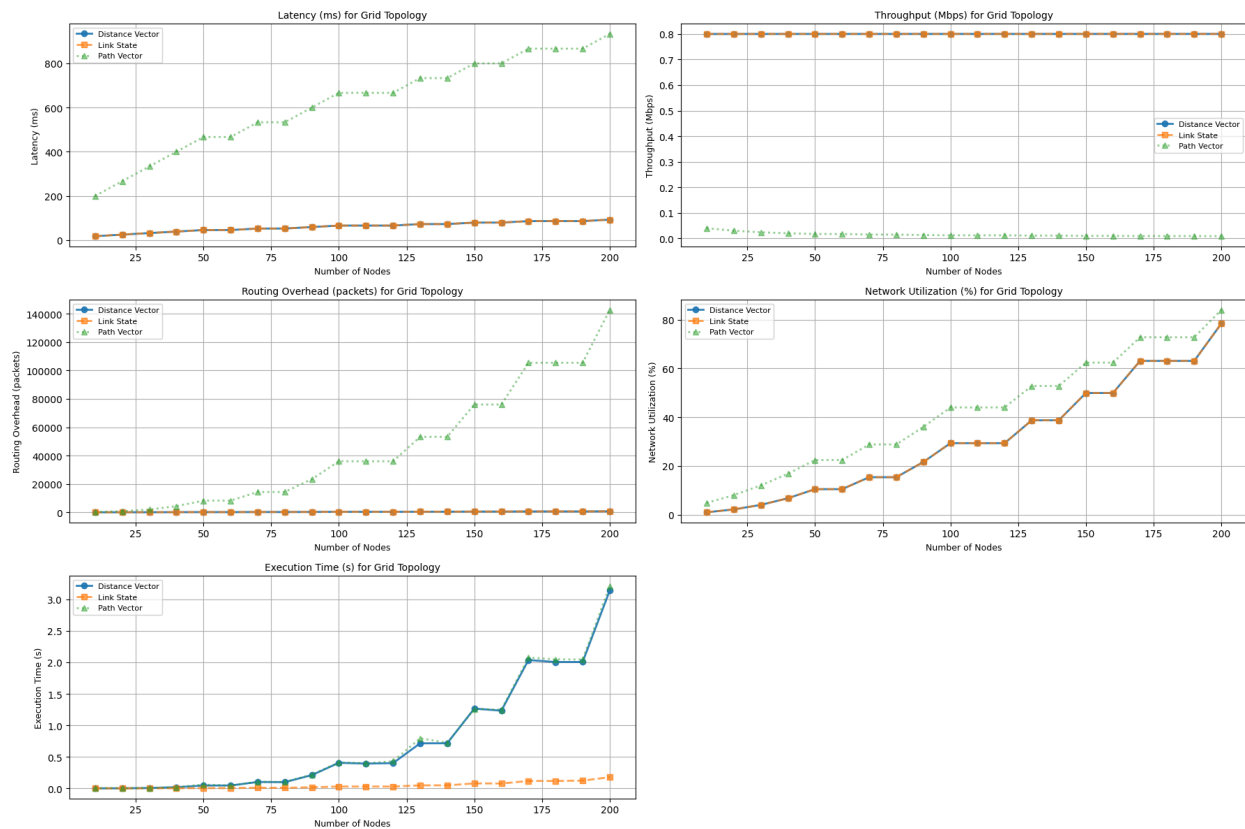 Latency (ms) for Grid Topology
Distance Vector
Link State
Path Vector
Latency (ms)
800
600
400
200
0
25 50 75 100 125 150 175 200
Number of Nodes
Throughput (Mbps) for Grid Topology
Throughput (Mbps)
0.8
0.7
0.6
0.5
0.4
0.3
0.2
0.1
0.0
Distance Vector
Link State
Path Vector
25 50 75 100 125 150 175 200
Number of Nodes
Routing Overhead (packets) for Grid Topology
Distance Vector
Link State
Path Vector
Routing Overhead (packets)
140000
120000
100000
80000
60000
40000
20000
0
25 50 75 100 125 150 175 200
Number of Nodes
Network Utilization (%) for Grid Topology
Distance Vector
Link State
Path Vector
Network Utilization (%)
80
60
40
20
0
25 50 75 100 125 150 175 200
Number of Nodes
Execution Time (s) for Grid Topology
Distance Vector
Link State
Path Vector
Execution Time (s)
3.0
2.5
2.0
1.5
1.0
0.5
0.0
25 50 75 100 125 150 175 200
Number of Nodes